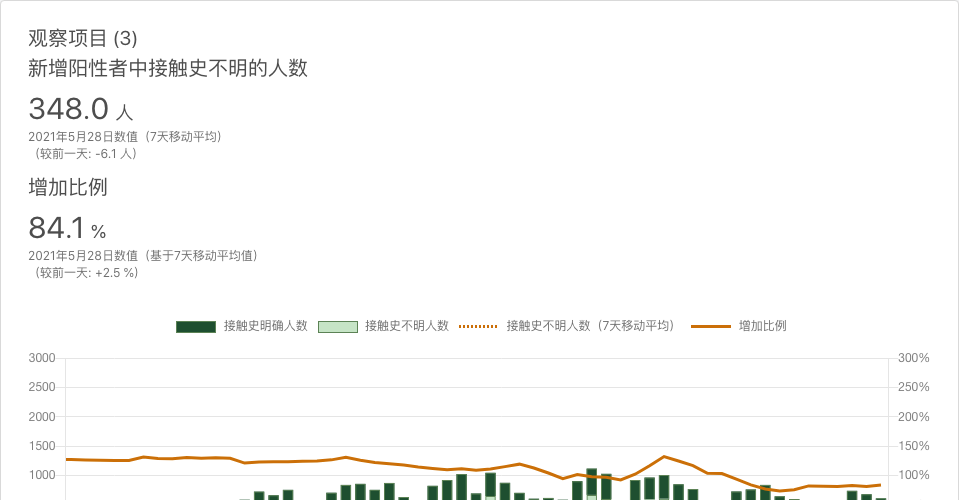 观察项目 (3)
新增阳性者中接触史不明的人数
348.0 人
2021年5月28日数值（7天移动平均）
（较前一天: -6.1 人）
增加比例
84.1 %
2021年5月28日数值（基于7天移动平均值）
（较前一天: +2.5 %）
接触史明确人数 接触史不明人数 接触史不明人数（7天移动平均） 增加比例
3000 300%
2500 250%
2000 200%
1500 150%
1000 100%